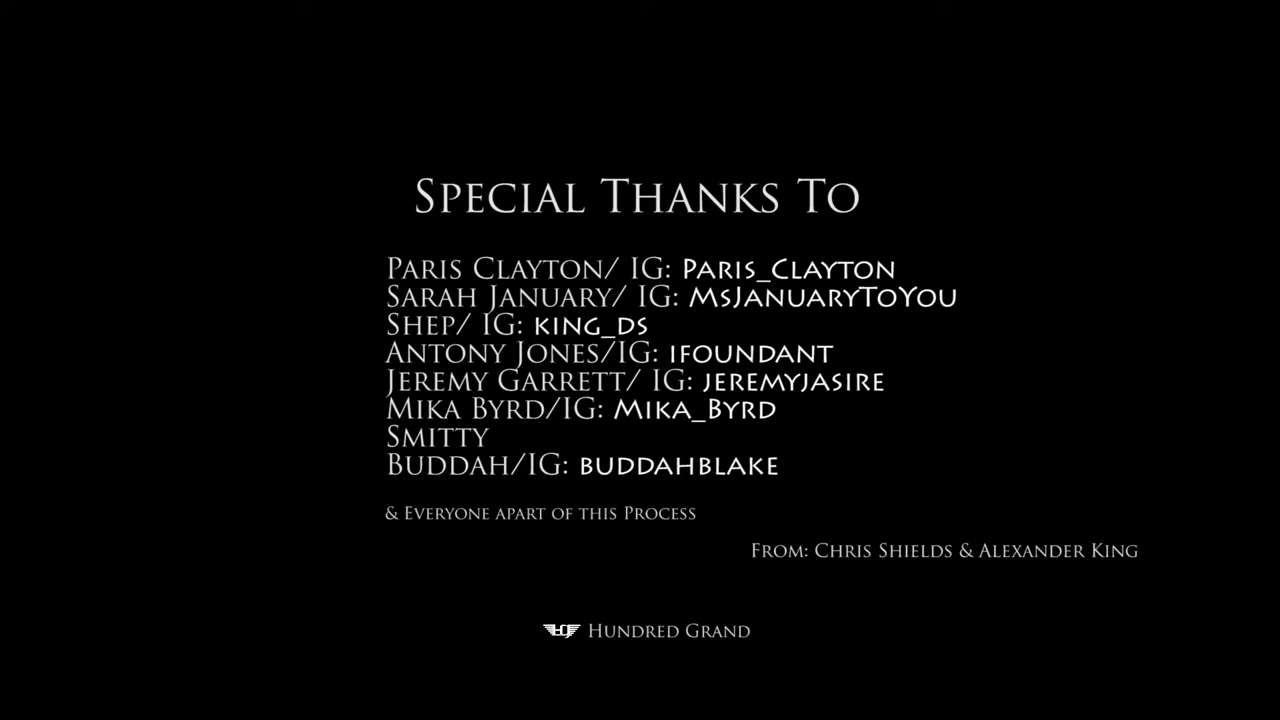 Special Thanks To
Paris Clayton/ IG: Paris_Clayton
Sarah January/ IG: MsJanuaryToYou
Shep/ IG: king_ds
Antony Jones/IG: ifoundant
Jeremy Garrett/ IG: jeremyjasire
Mika Byrd/IG: Mika_Byrd
Smitty
Buddah/IG: buddahblake
& Everyone apart of this Process
From: Chris Shields & Alexander King
Hundred Grand